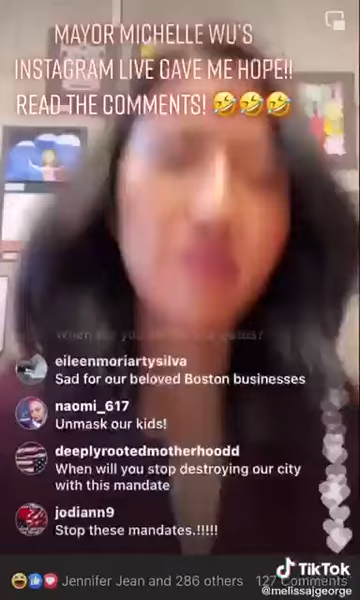 MAYOR MICHELLE WU'S
INSTAGRAM LIVE GAVE ME HOPE!!
READ THE COMMENTS! 🤣🤣🤣
eileenmoriartysilva
Sad for our beloved Boston businesses
naomi_617
Unmask our kids!
deeplyrootedmotherhoodd
When will you stop destroying our city
with this mandate
jodiann9
Stop these mandates.!!!!!
Jennifer Jean and 286 others
127 Comments
TikTok
@melissajgeorge